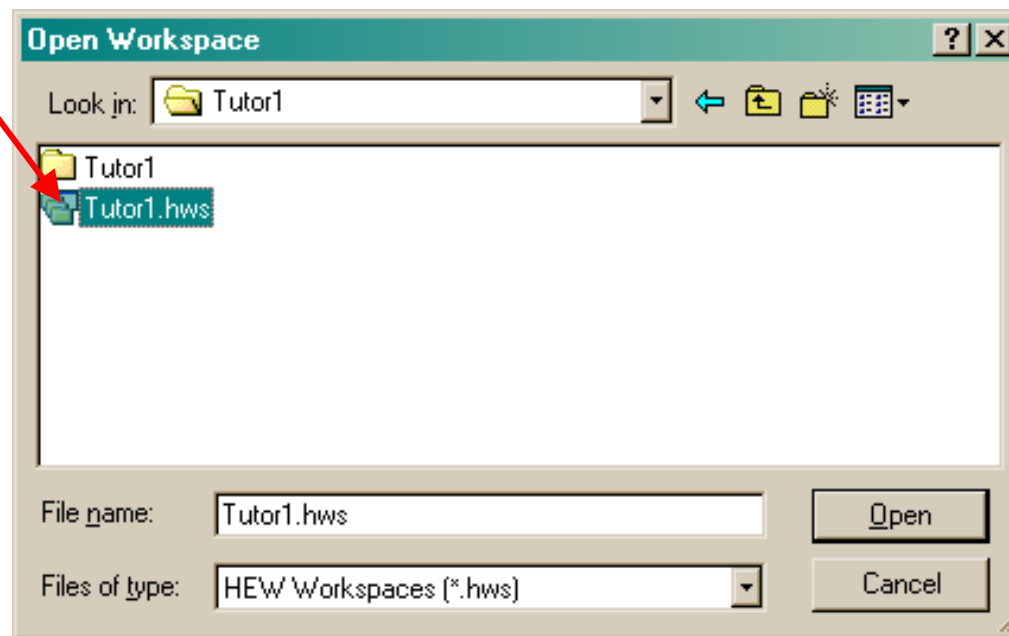 Open Workspace
Look in: Tutor1
Tutor1
Tutor1.hws
File name: Tutor1.hws Open
Files of type: HEW Workspaces (*.hws) Cancel